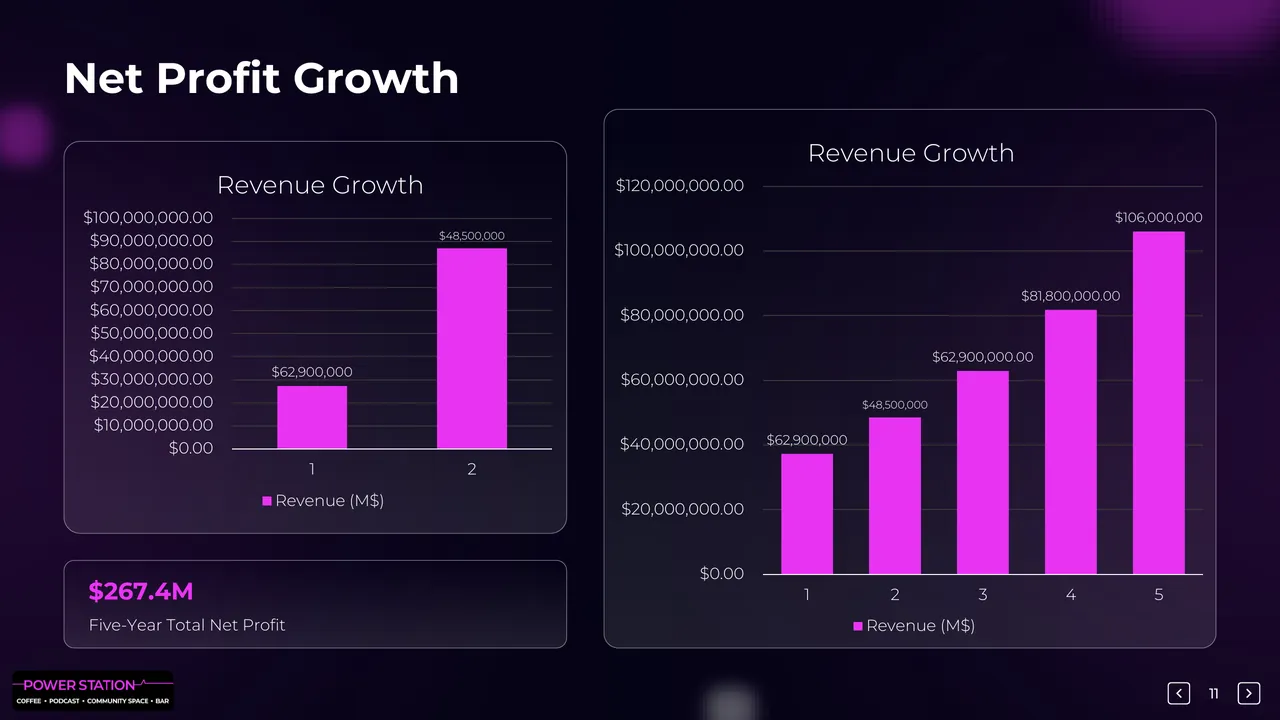 Net Profit Growth
Revenue Growth
$100,000,000.00
$90,000,000.00
$80,000,000.00
$70,000,000.00
$60,000,000.00
$50,000,000.00
$40,000,000.00
$30,000,000.00
$20,000,000.00
$10,000,000.00
$0.00
$62,900,000
$48,500,000
1 2
Revenue (M$)
$267.4M
Five-Year Total Net Profit
Revenue Growth
$120,000,000.00
$100,000,000.00
$80,000,000.00
$60,000,000.00
$40,000,000.00
$20,000,000.00
$0.00
$62,900,000
$48,500,000
$62,900,000.00
$81,800,000.00
$106,000,000
1 2 3 4 5
Revenue (M$)
POWER STATION
COFFEE • PODCAST • COMMUNITY SPACE • BAR
11